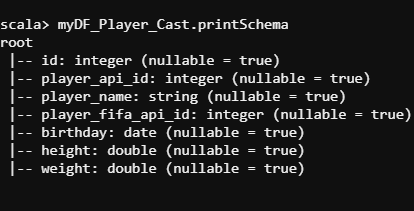 scala> myDF_Player_Cast.printSchema
root
 |-- id: integer (nullable = true)
 |-- player_api_id: integer (nullable = true)
 |-- player_name: string (nullable = true)
 |-- player_fifa_api_id: integer (nullable = true)
 |-- birthday: date (nullable = true)
 |-- height: double (nullable = true)
 |-- weight: double (nullable = true)